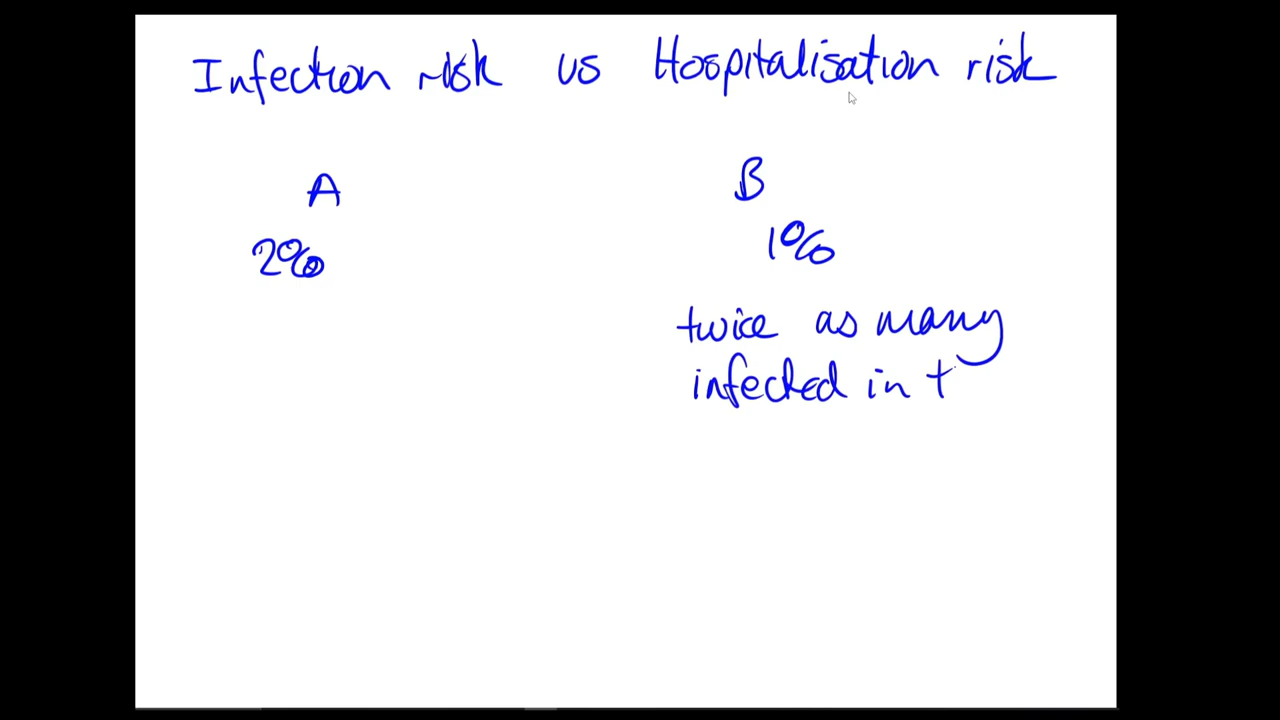 Infection risk vs Hospitalisation risk
A
B
2%
1%
twice as many
infected in t